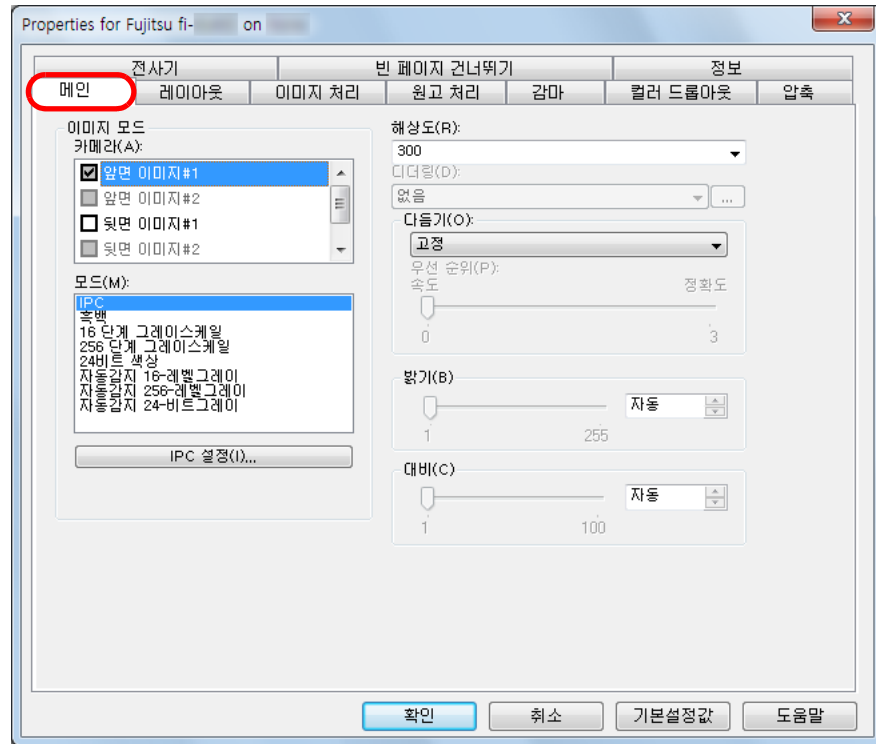 Properties for Fujitsu fi- on
전사기 빈 페이지 건너뛰기 정보
메인 레이아웃 이미지 처리 원고 처리 감마 컬러 드롭아웃 압축
이미지 모드
카메라(A):
앞면 이미지#1
앞면 이미지#2
뒷면 이미지#1
뒷면 이미지#2
모드(M):
IPC
흑백
16 단계 그레이스케일
256 단계 그레이스케일
24비트 색상
자동감지 16-레벨그레이
자동감지 256-레벨그레이
자동감지 24-비트그레이
IPC 설정(I)...
해상도(R):
300
디더링(D):
없음 ...
다듬기(O):
고정
우선 순위(P):
속도 정확도
0 3
밝기(B)
자동
1 255
대비(C)
자동
1 100
확인 취소 기본설정값 도움말